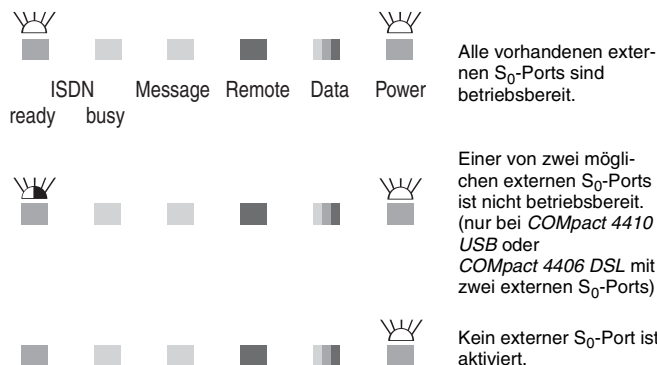 Alle vorhandenen exter-
nen S0-Ports sind
betriebsbereit.
ISDN Message Remote Data Power
ready busy
Einer von zwei mögli-
chen externen S0-Ports
ist nicht betriebsbereit.
(nur bei COMpact 4410
USB oder
COMpact 4406 DSL mit
zwei externen S0-Ports)
Kein externer S0-Port ist
aktiviert.